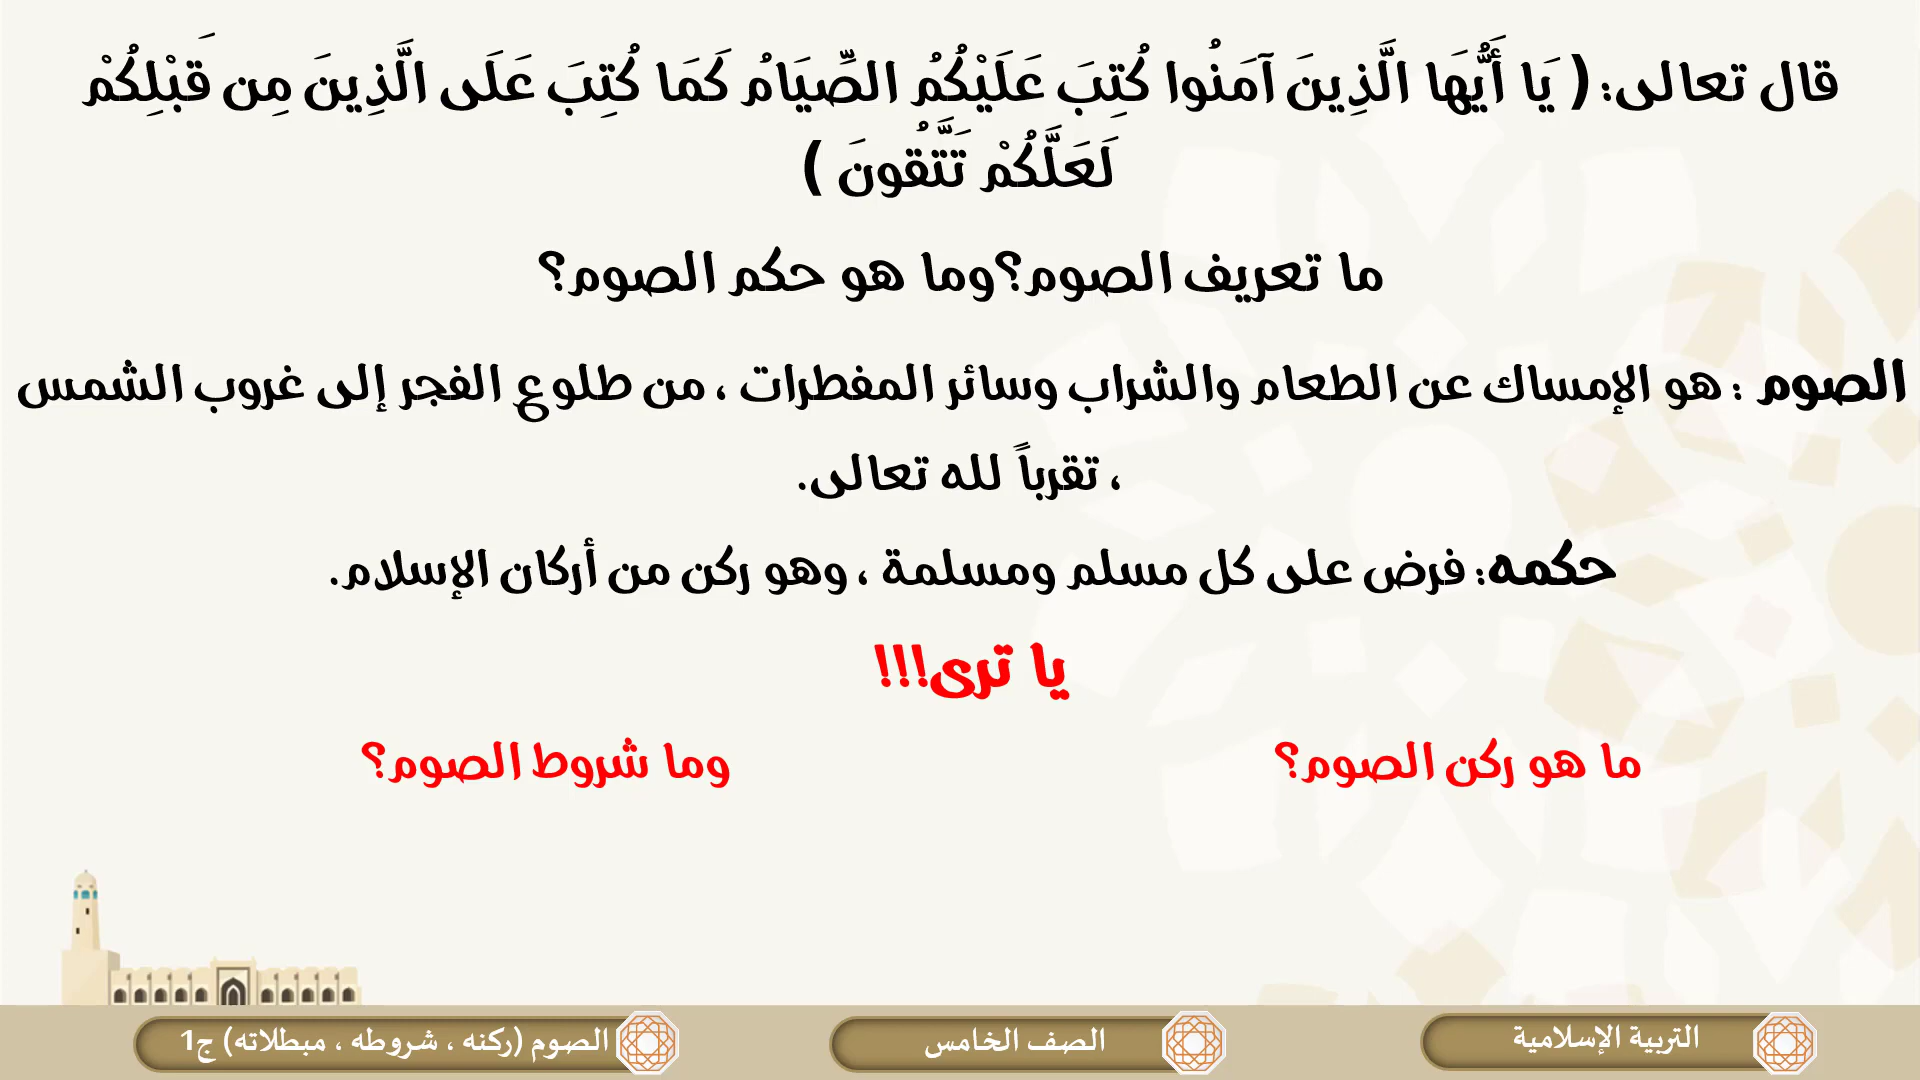 قال تعالى: ( يَا أَيُّهَا الَّذِينَ آمَنُوا كُتِبَ عَلَيْكُمُ الصِّيَامُ كَمَا كُتِبَ عَلَى الَّذِينَ مِن قَبْلِكُمْ
لَعَلَّكُمْ تَتَّقُونَ )
ما تعريف الصوم؟وما هو حكم الصوم؟
الصوم : هو الإمساك عن الطعام والشراب وسائر المفطرات ، من طلوع الفجر إلى غروب الشمس
، تقرباً لله تعالى.
حكمه: فرض على كل مسلم ومسلمة ، وهو ركن من أركان الإسلام.
يا ترى!!!
ما هو ركن الصوم؟ وما شروط الصوم؟
التربية الإسلامية
الصف الخامس
الصوم (ركنه ، شروطه ، مبطلاته) ج1